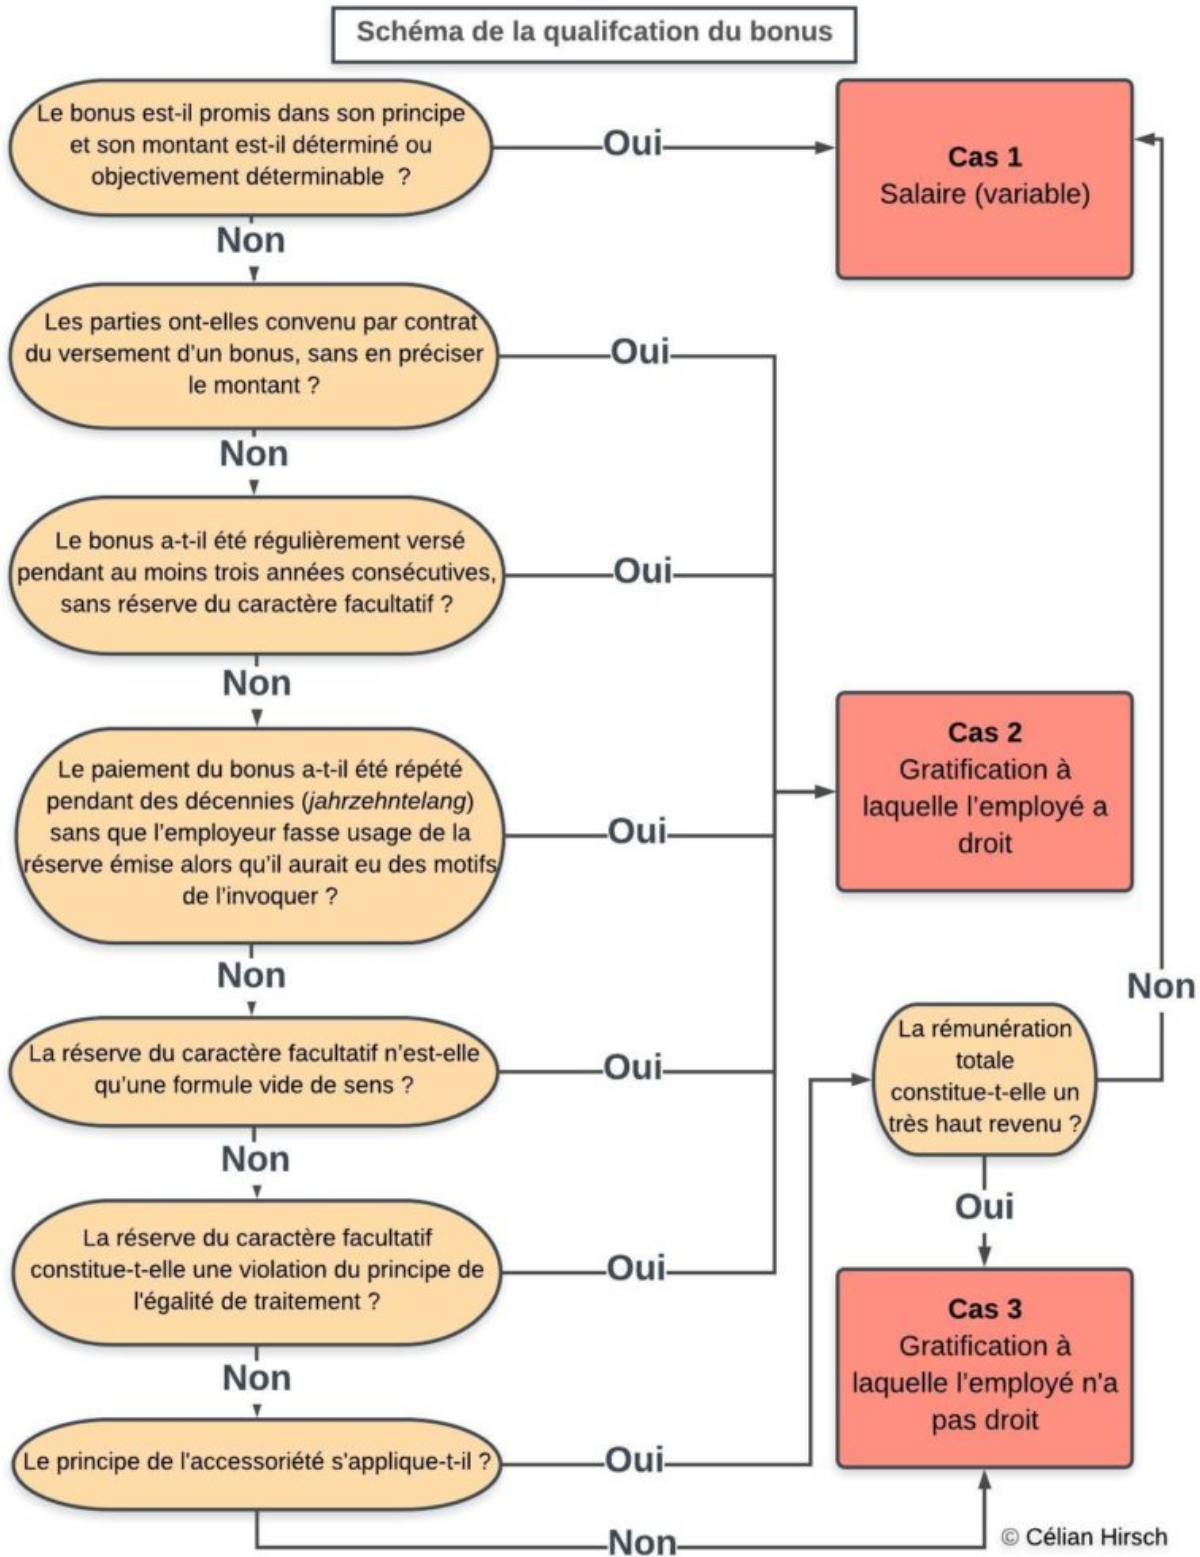 Schéma de la qualifcation du bonus
Le bonus est-il promis dans son principe
et son montant est-il déterminé ou
objectivement déterminable ?
Oui
Cas 1
Salaire (variable)
Non
Les parties ont-elles convenu par contrat
du versement d'un bonus, sans en préciser
le montant ?
Oui
Non
Le bonus a-t-il été régulièrement versé
pendant au moins trois années consécutives,
sans réserve du caractère facultatif ?
Oui
Non
Le paiement du bonus a-t-il été répété
pendant des décennies (jahrzehntelang)
sans que l'employeur fasse usage de la
réserve émise alors qu'il aurait eu des motifs
de l'invoquer ?
Oui
Cas 2
Gratification à
laquelle l'employé a
droit
Non
La réserve du caractère facultatif n'est-elle
qu'une formule vide de sens ?
Oui
Non
La réserve du caractère facultatif
constitue-t-elle une violation du principe de
l'égalité de traitement ?
Oui
Non
Le principe de l'accessoriété s'applique-t-il ?
Oui
La rémunération
totale
constitue-t-elle un
très haut revenu ?
Non
Oui
Cas 3
Gratification à
laquelle l'employé n'a
pas droit
Non
© Célian Hirsch